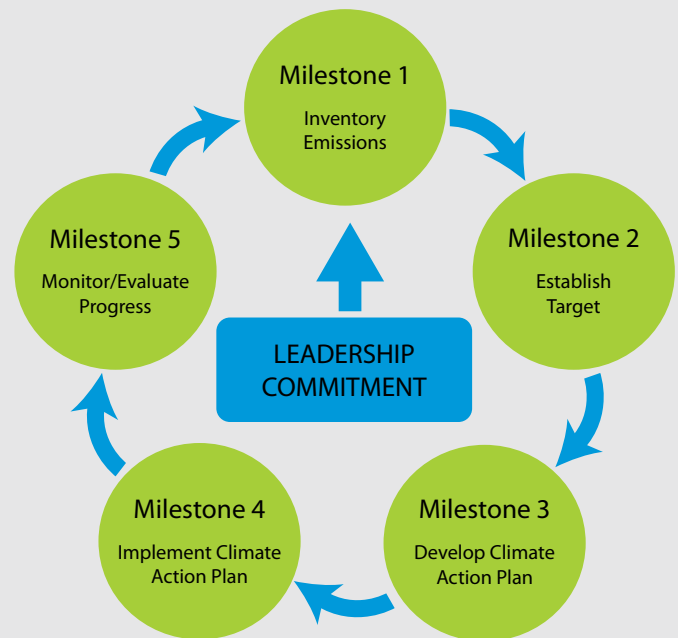 Milestone 1
Inventory
Emissions
Milestone 2
Establish
Target
Milestone 3
Develop Climate
Action Plan
Milestone 4
Implement Climate
Action Plan
Milestone 5
Monitor/Evaluate
Progress
LEADERSHIP
COMMITMENT